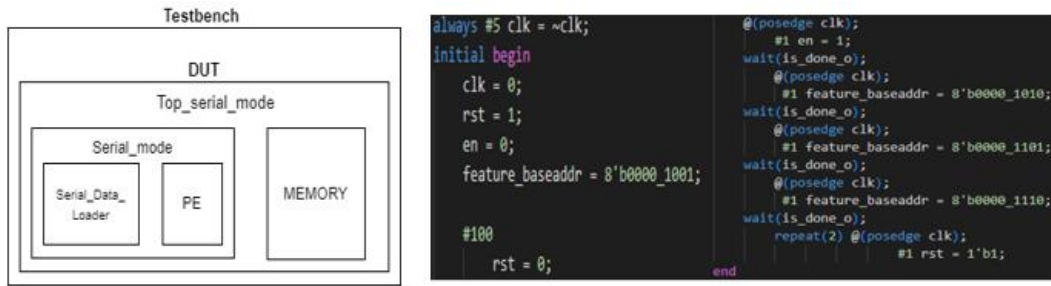 Testbench
DUT
Top_serial_mode
Serial_mode
Serial_Data_
Loader
PE
MEMORY
always #5 clk = ~clk;
initial begin
clk = 0;
rst = 1;
en = 0;
feature_baseaddr = 8'b0000_1001;
#100
rst = 0;
@(posedge clk);
#1 en = 1;
wait(is_done_o);
@(posedge clk);
#1 feature_baseaddr = 8'b0000_1010;
wait(is_done_o);
@(posedge clk);
#1 feature_baseaddr = 8'b0000_1101;
wait(is_done_o);
@(posedge clk);
#1 feature_baseaddr = 8'b0000_1110;
wait(is_done_o);
repeat(2) @(posedge clk);
#1 rst = 1'b1;
end